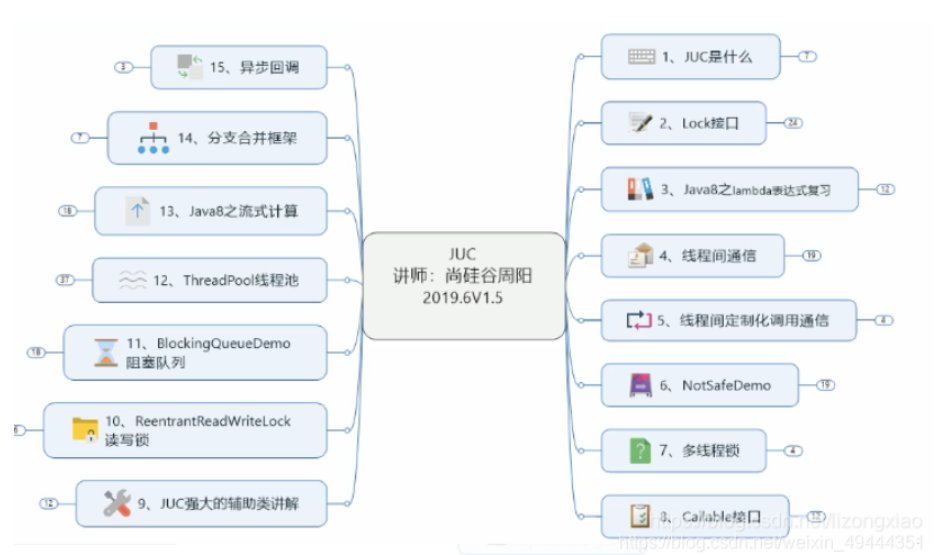 JUC
讲师：尚硅谷周阳
2019.6V1.5
1、JUC是什么
7
2、Lock接口
24
3、Java8之lambda表达式复习
12
4、线程间通信
19
5、线程间定制化调用通信
4
6、NotSafeDemo
19
7、多线程锁
4
8、Callable接口
9、JUC强大的辅助类讲解
12
10、ReentrantReadWriteLock
读写锁
11、BlockingQueueDemo
阻塞队列
18
12、ThreadPool线程池
37
13、Java8之流式计算
14、分支合并框架
7
15、异步回调
3
https://blog.csdn.net/lizongxiao
https://blog.csdn.net/weixin_49444351